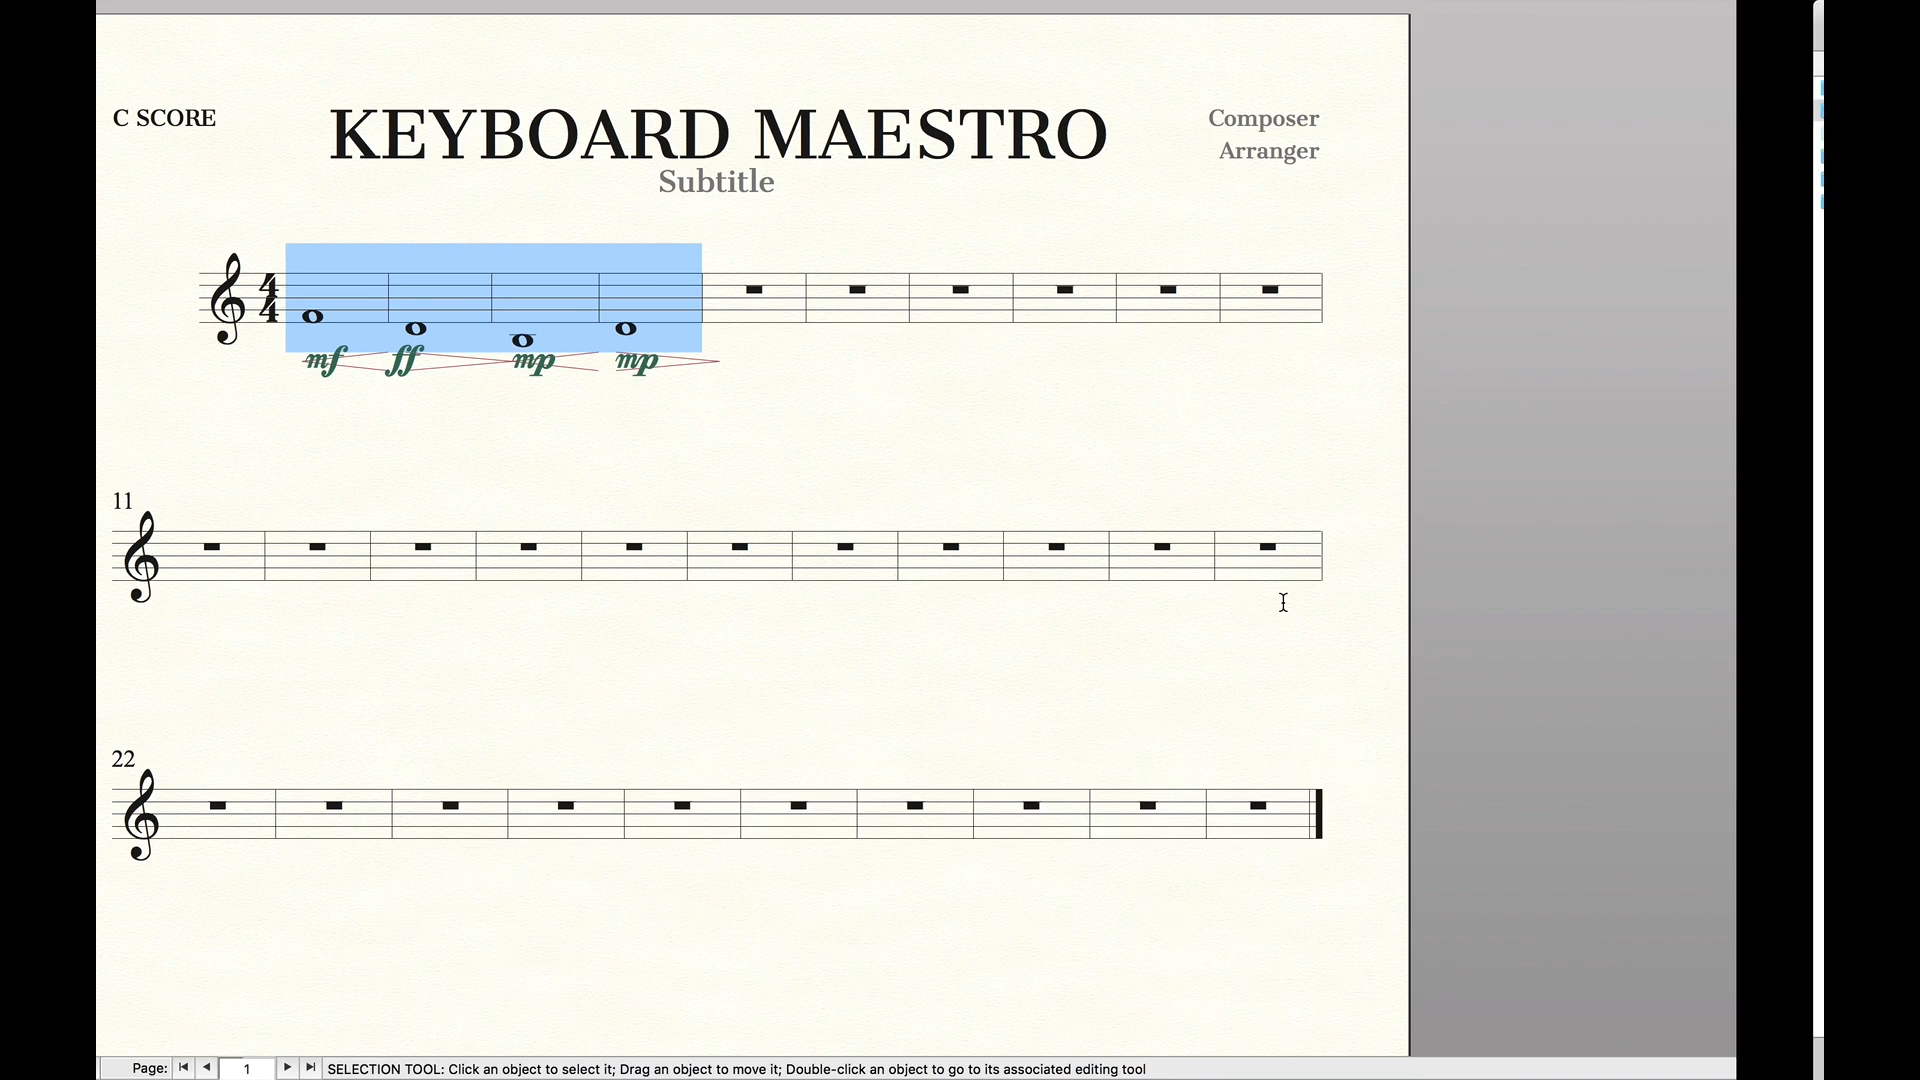 C SCORE
KEYBOARD MAESTRO
Composer
Arranger
Subtitle
4
4
mf ff mp mp
11
22
Page: 1 SELECTION TOOL: Click an object to select it; Drag an object to move it; Double-click an object to go to its associated editing tool